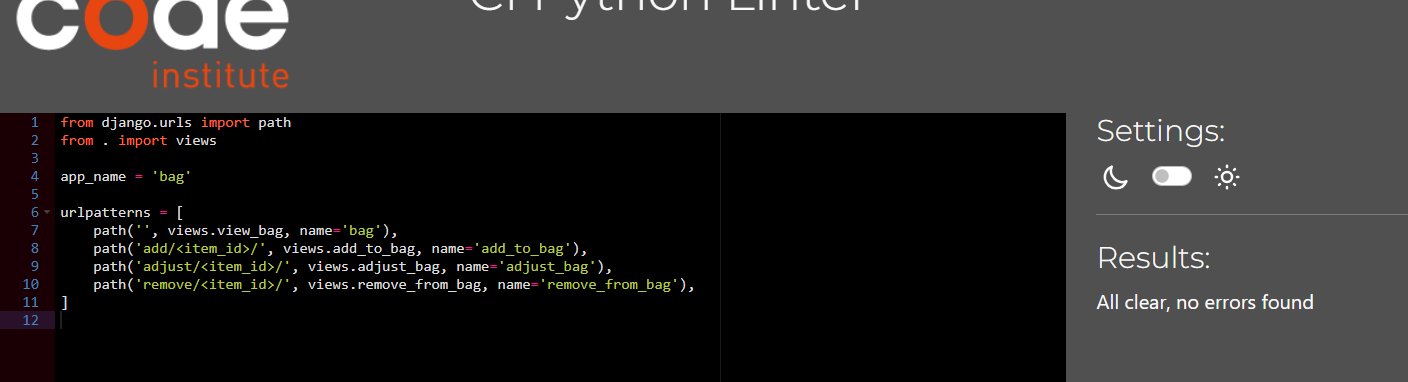 code
institute
CI Python Linter
1 from django.urls import path
2 from . import views
3
4 app_name = 'bag'
5
6 urlpatterns = [
7     path('', views.view_bag, name='bag'),
8     path('add/<item_id>/', views.add_to_bag, name='add_to_bag'),
9     path('adjust/<item_id>/', views.adjust_bag, name='adjust_bag'),
10     path('remove/<item_id>/', views.remove_from_bag, name='remove_from_bag'),
11 ]
12
Settings:
Results:
All clear, no errors found